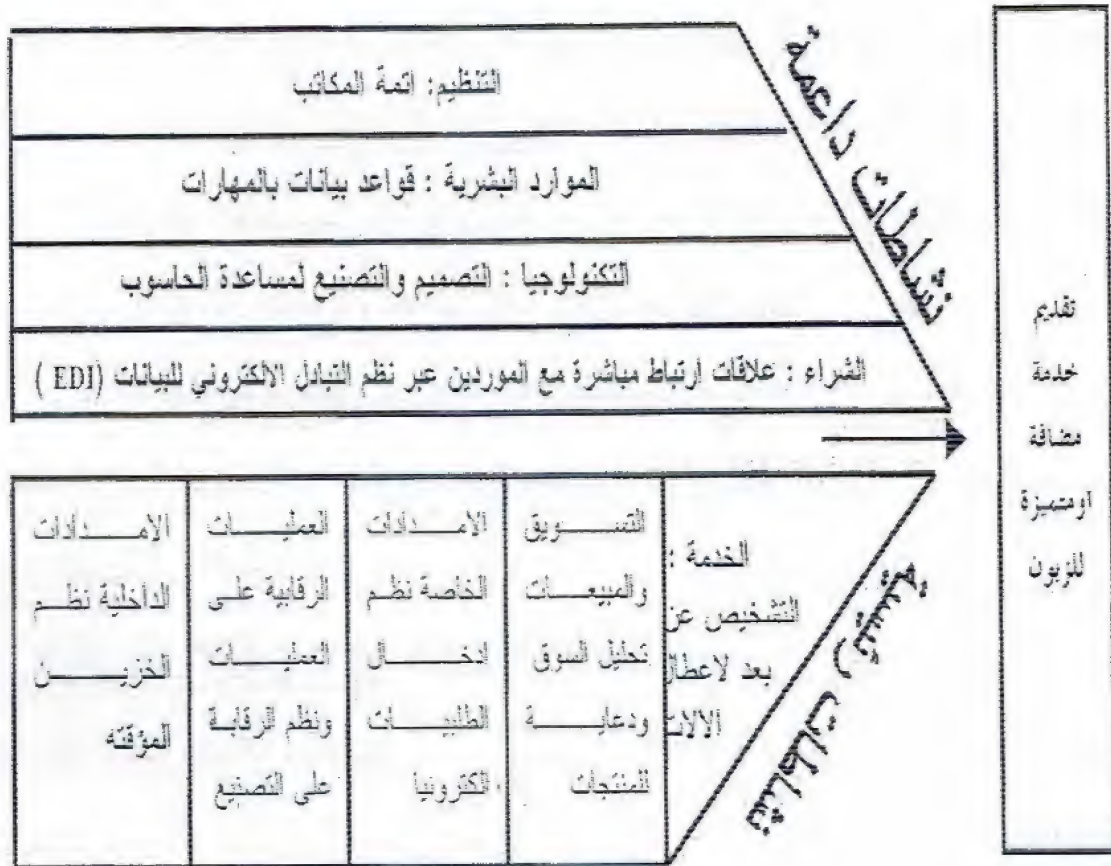 التنظيم: اتمة المكاتب
الموارد البشرية : قواعد بيانات بالمهارات
التكنولوجيا : التصميم والتصنيع لمساعدة الحاسوب
الشراء : علاقات ارتباط مباشرة مع الموردين عبر نظم التبادل الالكتروني للبيانات (EDI )
نشاطات داعمة
تقديم
خدمة
مضافة
اومتميزة
للزبون
الامدادات
الداخلية نظم
الخزين
المؤقته
العمليات
الرقابية على
العمليات
ونظم الرقابة
على التصنيع
الامدادات
الخاصة نظم
ادخال
الطلبيات
الكترونيا
التسويق
والمبيعات
تحليل السوق
ودعاية
للمنتجات
الخدمة :
التشخيص عن
بعد لاعطال
الالات
نشاطات رئيسة